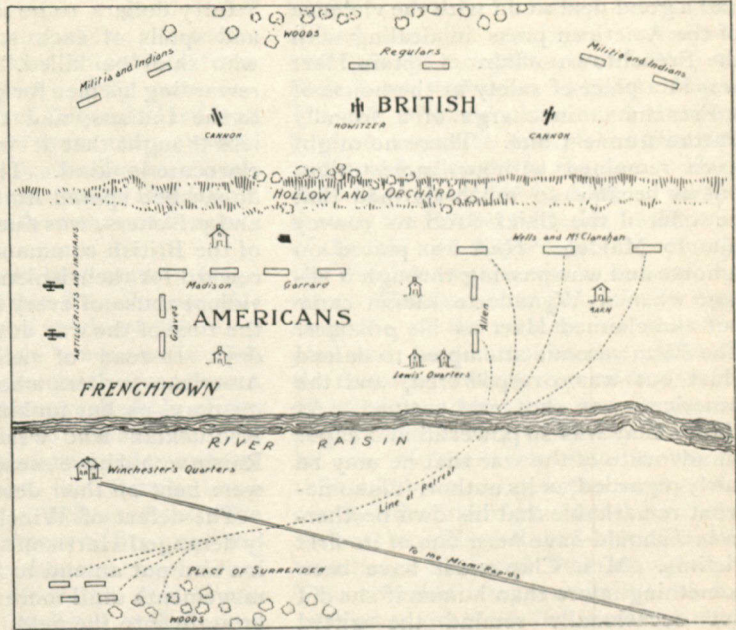 WOODS
Militia and Indians
Regulars
Militia and Indians
BRITISH
CANNON
HOWITZER
CANNON
HOLLOW AND ORCHARD
ARTILLERISTS AND INDIANS
Wells and McClanahan
Madison
Garrard
Graves
Allen
BARN
AMERICANS
Lewis' Quarters
FRENCHTOWN
RIVER RAISIN
Winchester's Quarters
Line of Retreat
To the Miami Rapids
PLACE OF SURRENDER
WOODS